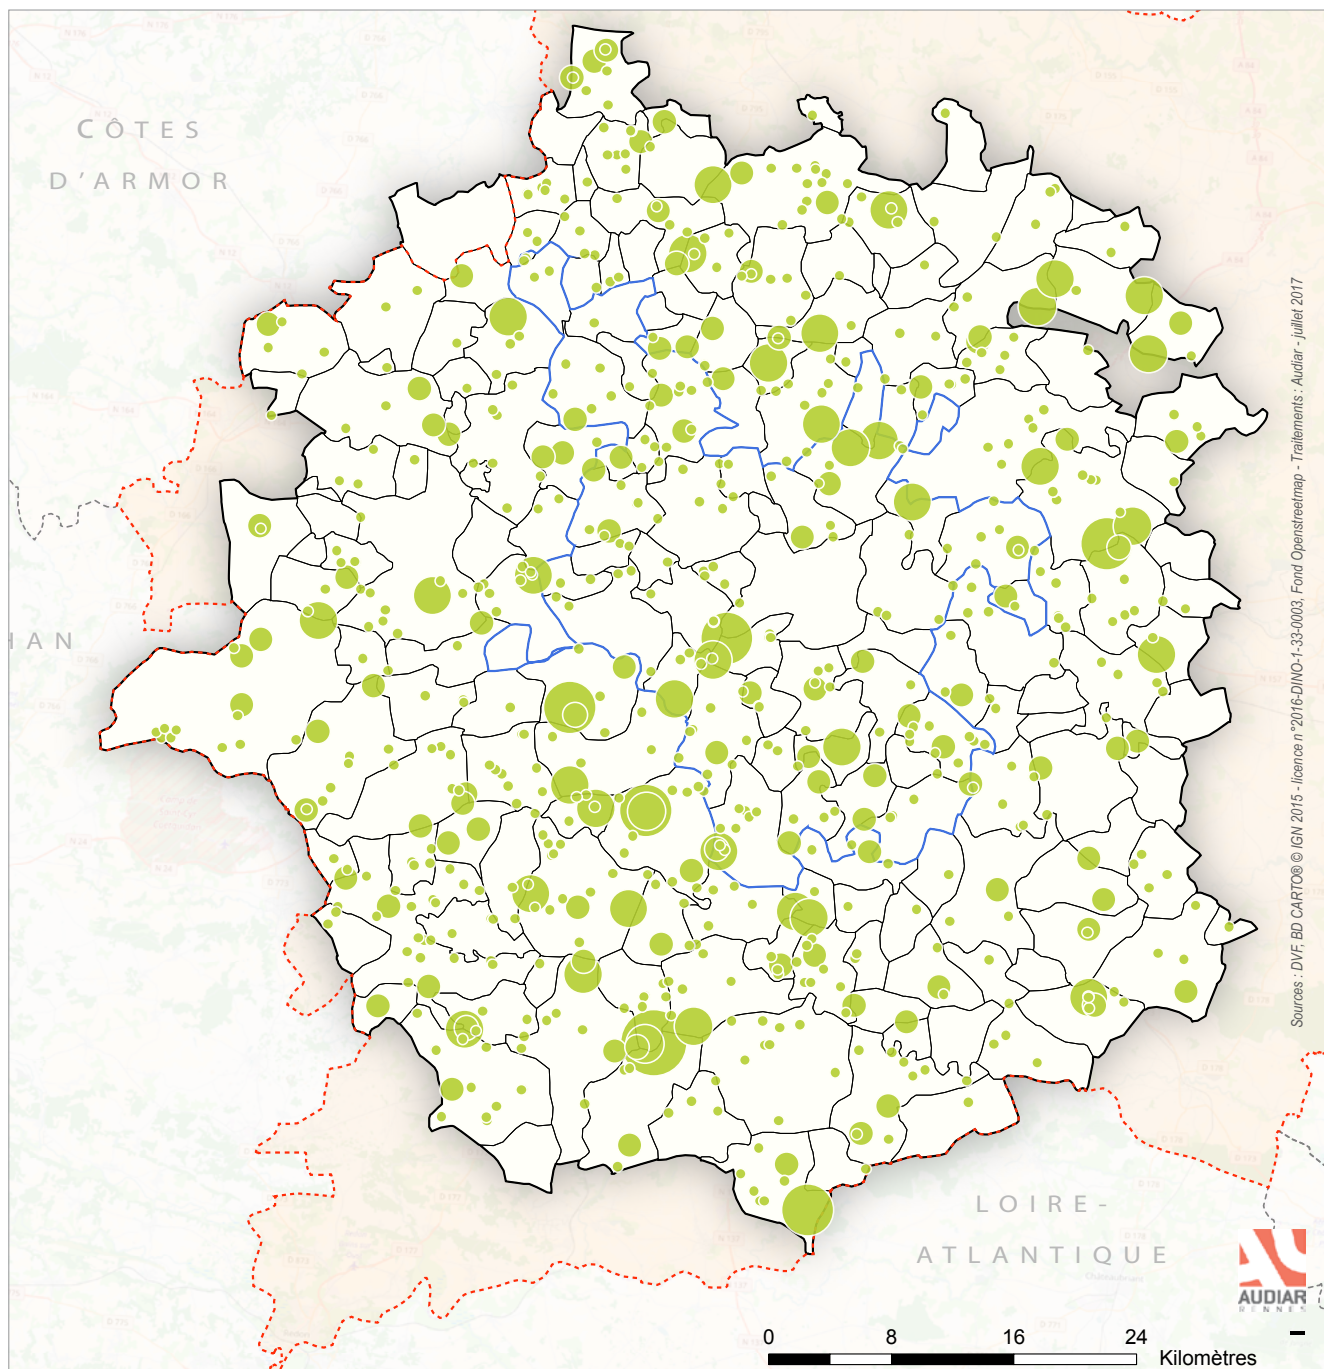 CÔTES
D'ARMOR
HAN
LOIRE-
ATLANTIQUE
Sources : DVF, BD CARTO® © IGN 2015 - licence n°2016-DINO-1-33-0003, Fond Openstreetmap - Traitements : Audiar - juillet 2017
AUDIAR
RENNES
0 8 16 24
Kilomètres